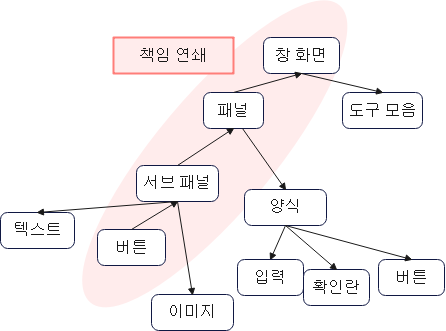 책임 연쇄
창 화면
패널
도구 모음
서브 패널
양식
텍스트
버튼
입력
확인란
버튼
이미지